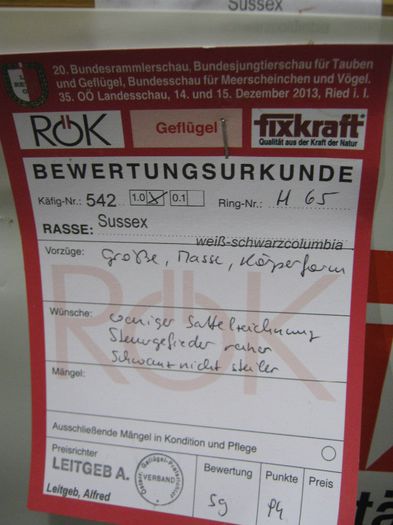 Sussex
20. Bundesrammlerschau, Bundesjungtierschau für Tauben
und Geflügel, Bundesschau für Meerscheinchen und Vögel.
35. OÖ Landesschau, 14. und 15. Dezember 2013, Ried i. I.
RÖK Geflügel fixkraft
Qualität aus der Kraft der Natur
BEWERTUNGSURKUNDE
Käfig-Nr.: 542 1.0 X 0.1 Ring-Nr.: H 65
RASSE: Sussex
weiß-schwarzcolumbia
Vorzüge: Größe, Masse, Körperform
RÖK
Wünsche: weniger Sattelzeichnung
Steuergefieder reiner
Schwanz nicht steiler
Mängel:
Ausschließende Mängel in Kondition und Pflege
Preisrichter
LEITGEB A.
Leitgeb, Alfred
VERBAND
Bewertung Punkte Preis
sg 94